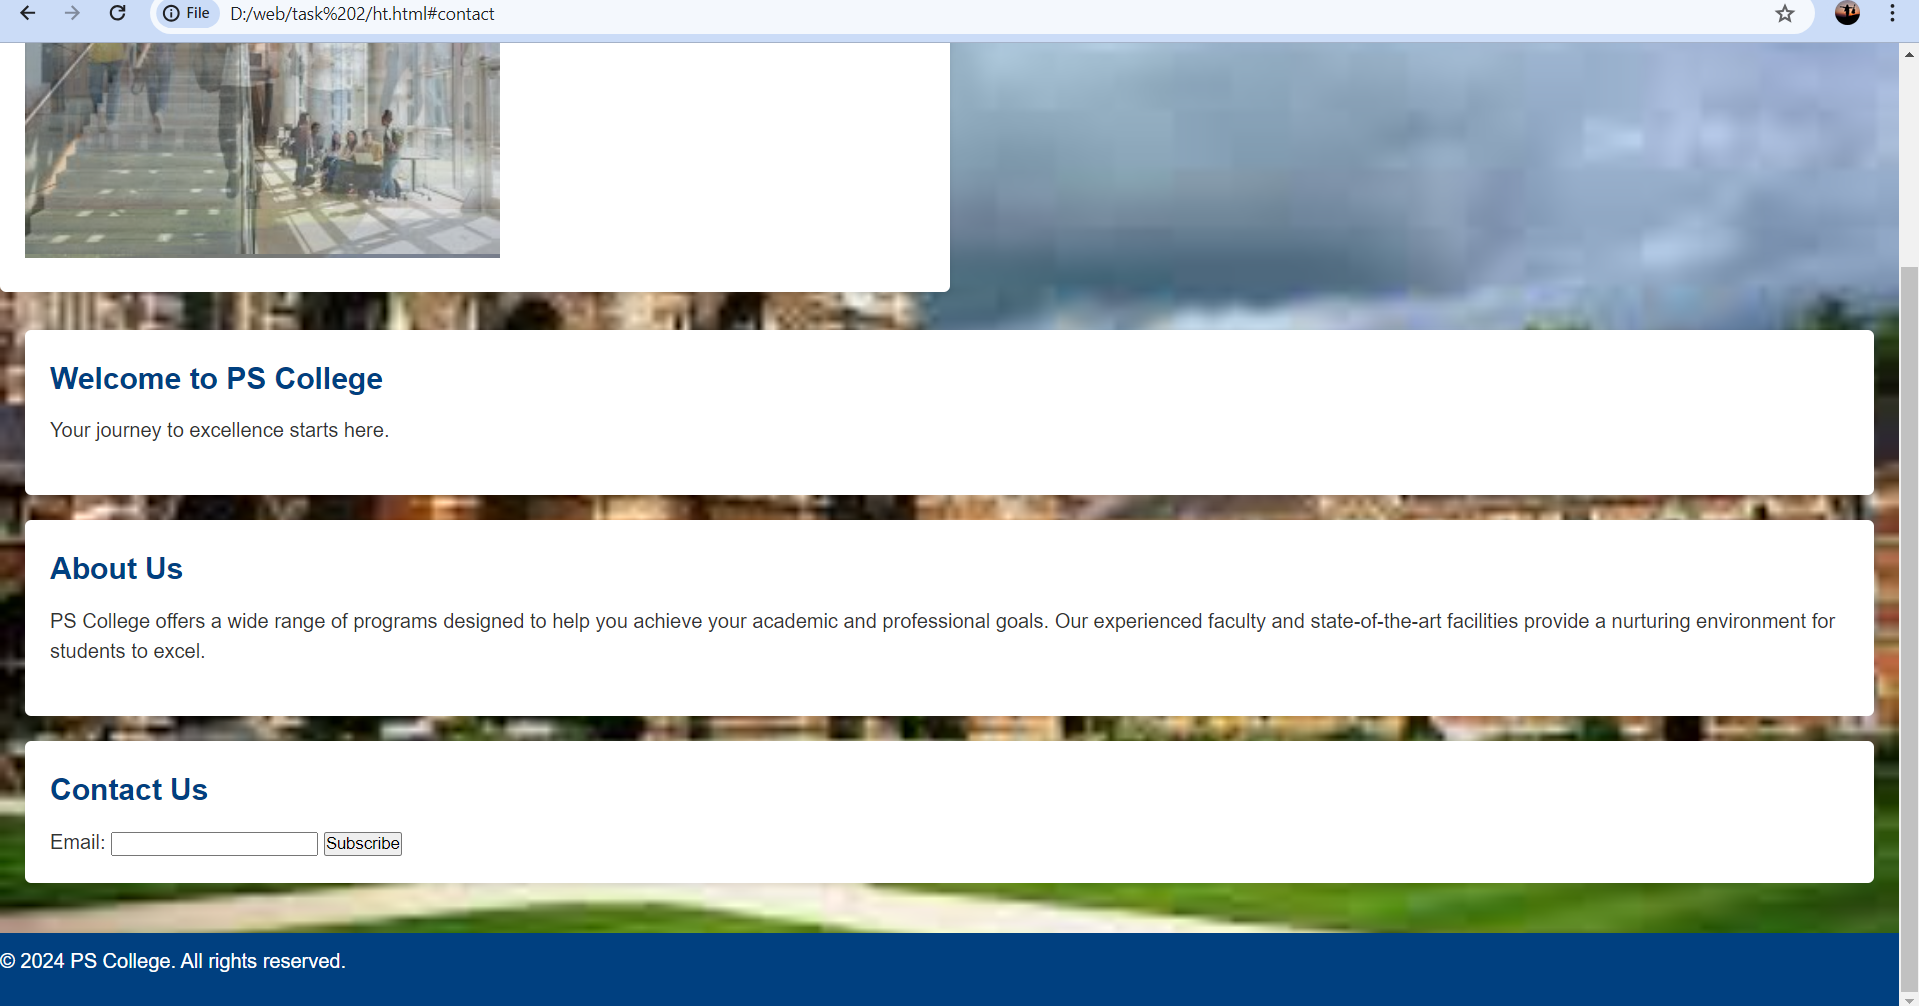 File D:/web/task%202/ht.html#contact
Welcome to PS College
Your journey to excellence starts here.
About Us
PS College offers a wide range of programs designed to help you achieve your academic and professional goals. Our experienced faculty and state-of-the-art facilities provide a nurturing environment for
students to excel.
Contact Us
Email: Subscribe
© 2024 PS College. All rights reserved.